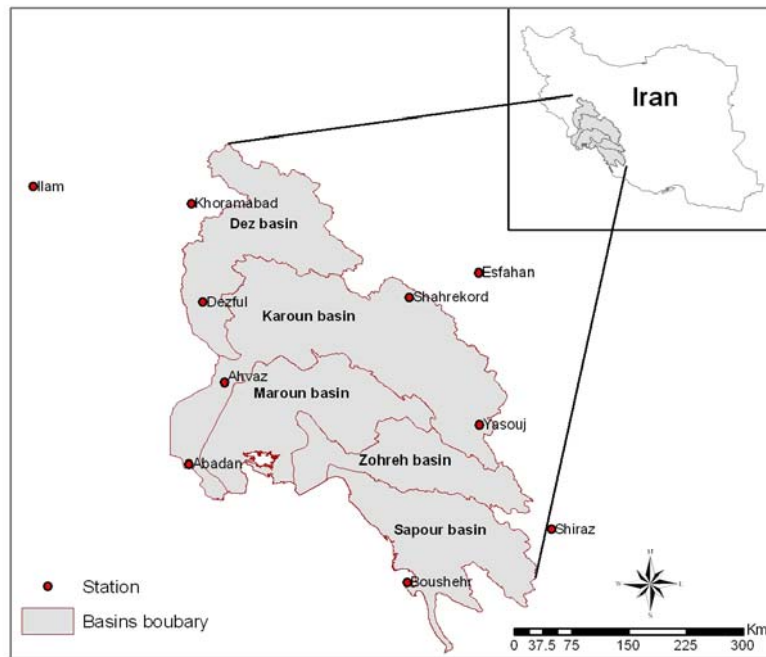 Iran
Ilam
Khoramabad
Dez basin
Esfahan
Shahrekord
Dezful
Karoun basin
Ahvaz
Maroun basin
Yasouj
Abadan
Zohreh basin
Sapour basin
Shiraz
Boushehr
Station
Basins boubary
N
W E
S
Km
0 37.5 75 150 225 300